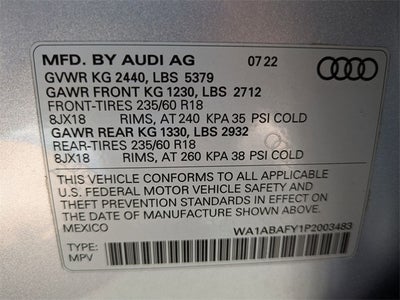 MFD. BY AUDI AG 07 22
GVWR KG 2440, LBS 5379
GAWR FRONT KG 1230, LBS 2712
FRONT-TIRES 235/60 R18
8JX18 RIMS, AT 240 KPA 35 PSI COLD
GAWR REAR KG 1330, LBS 2932
REAR-TIRES 235/60 R18
8JX18 RIMS, AT 260 KPA 38 PSI COLD
THIS VEHICLE CONFORMS TO ALL APPLICABLE
U.S. FEDERAL MOTOR VEHICLE SAFETY AND
THEFT PREVENTION STANDARDS IN EFFECT ON
THE DATE OF MANUFACTURE SHOWN ABOVE.
MEXICO WA1ABAFY1P2003483
TYPE:
MPV